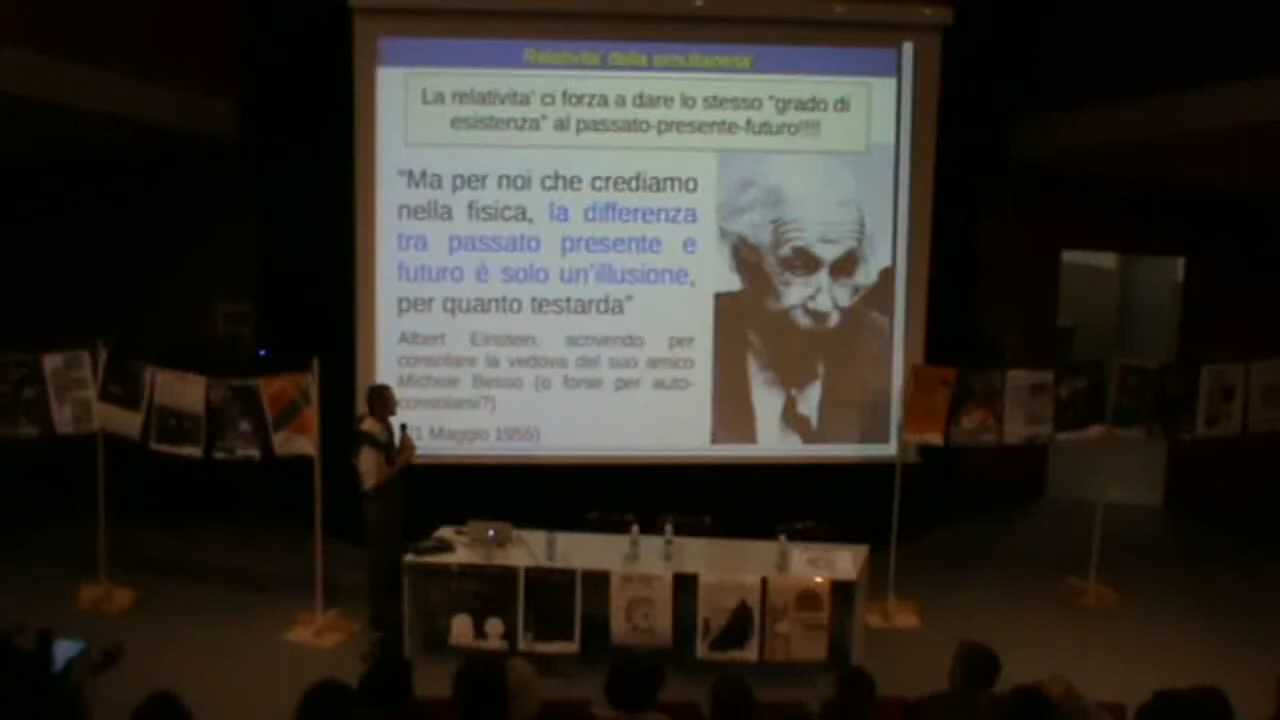 Relativita' della simultaneita'
La relativita' ci forza a dare lo stesso "grado di
esistenza" al passato-presente-futuro!!!!
"Ma per noi che crediamo
nella fisica, la differenza
tra passato presente e
futuro è solo un'illusione,
per quanto testarda"
Albert Einstein, scrivendo per
consolare la vedova del suo amico
Michele Besso (o forse per auto-
consolarsi?)
1 Maggio 1955)